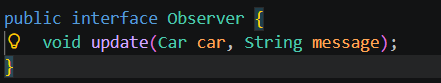 public interface Observer {
    void update(Car car, String message);
}